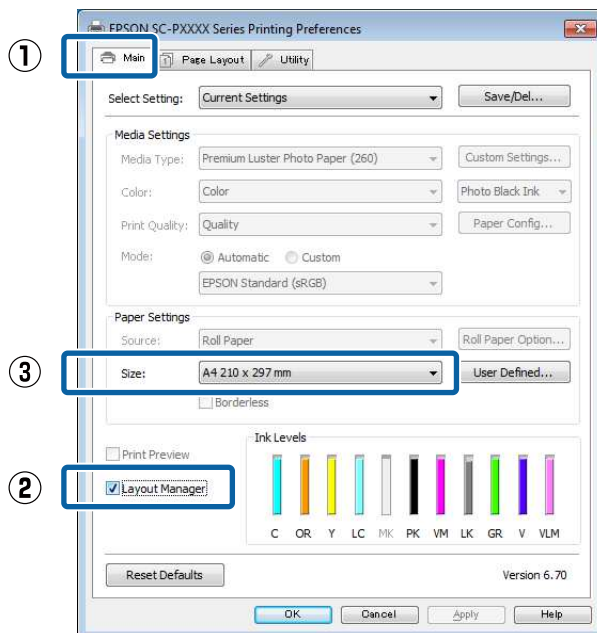 EPSON SC-PXXXX Series Printing Preferences
① Main Page Layout Utility
Select Setting: Current Settings Save/Del...
Media Settings
Media Type: Premium Luster Photo Paper (260) Custom Settings...
Color: Color Photo Black Ink
Print Quality: Quality Paper Config...
Mode: Automatic Custom
EPSON Standard (sRGB)
Paper Settings
Source: Roll Paper Roll Paper Option...
③ Size: A4 210 x 297 mm User Defined...
Borderless
Ink Levels
Print Preview
② Layout Manager
C OR Y LC MK PK VM LK GR V VLM
Reset Defaults Version 6.70
OK Cancel Apply Help